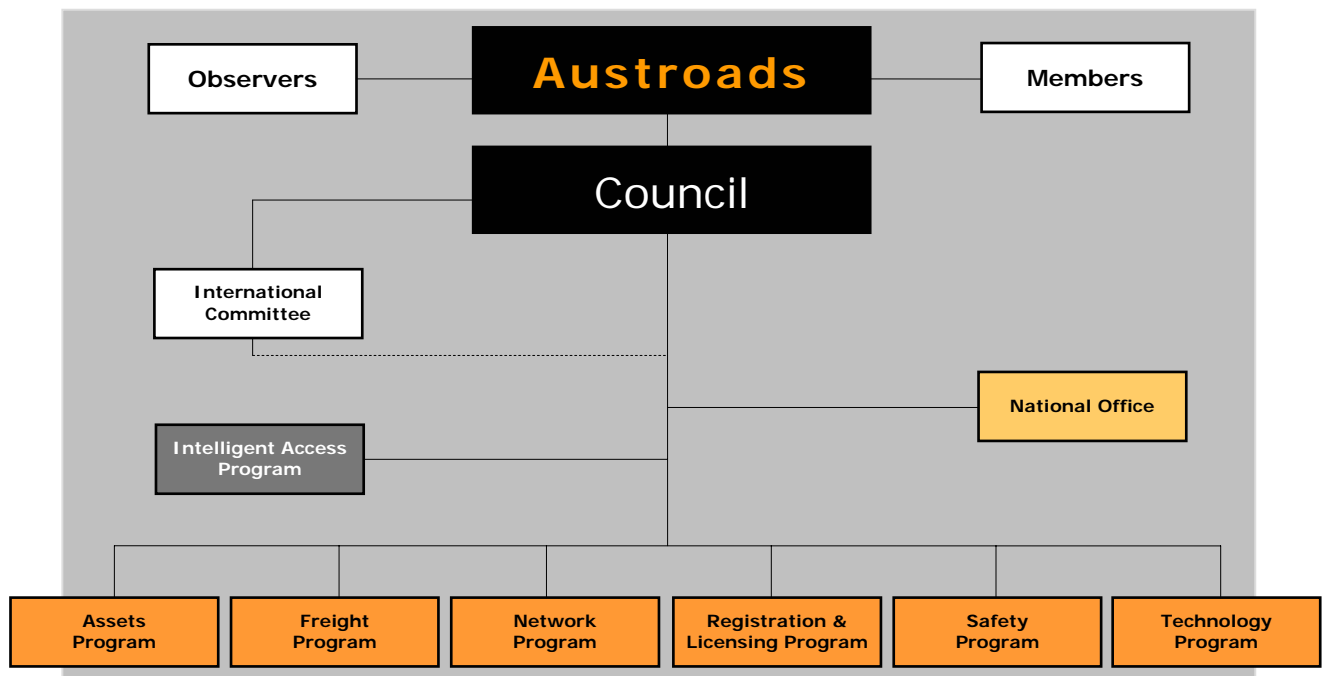 Observers
Austroads
Members
Council
International
Committee
National Office
Intelligent Access
Program
Assets
Program
Freight
Program
Network
Program
Registration &
Licensing Program
Safety
Program
Technology
Program